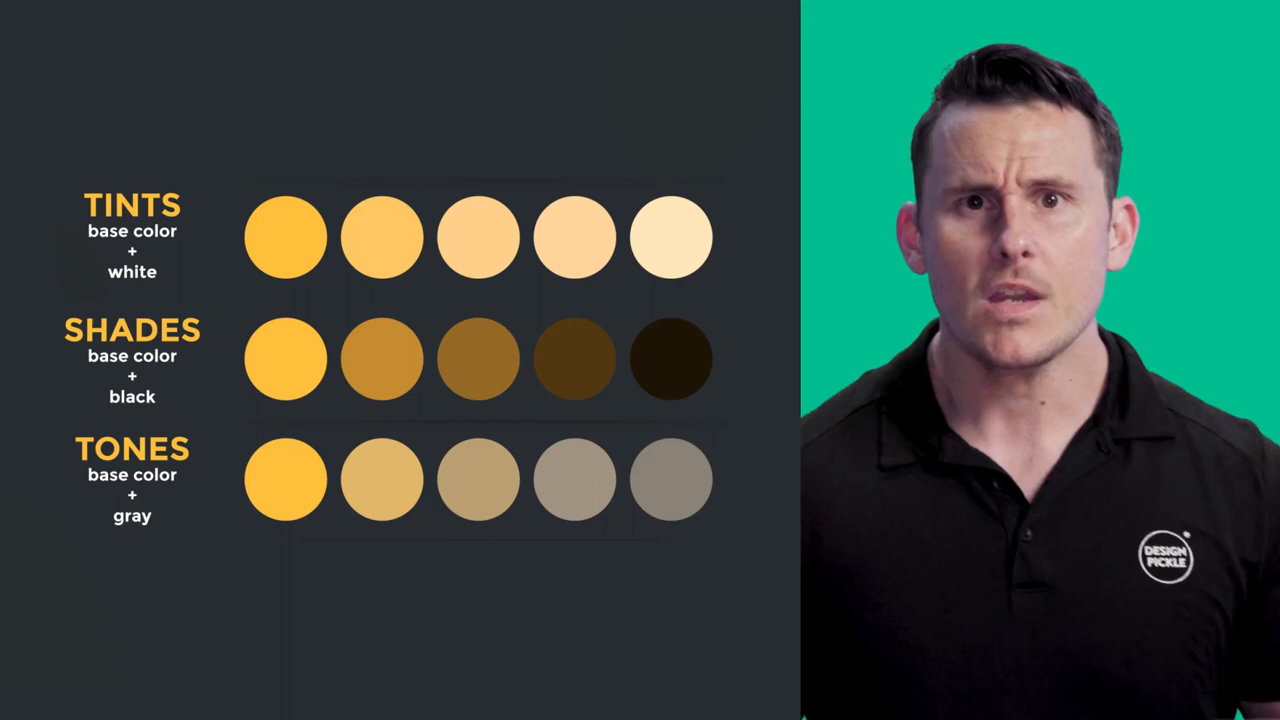 TINTS
base color
+
white
SHADES
base color
+
black
TONES
base color
+
gray
DESIGN
PICKLE